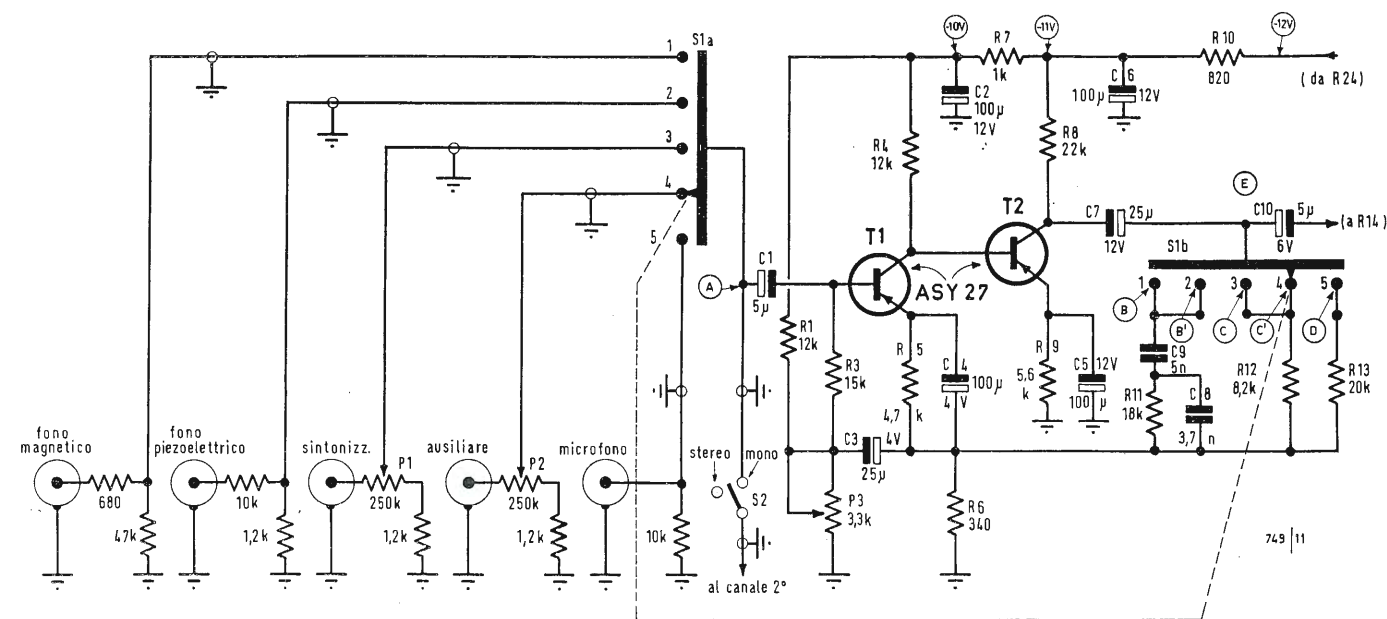 S1a
1
2
3
4
5
-10V
R 7
1k
-11V
R 10
820
-12V
(da R24)
C2
100µ
12V
C 6
100µ
12V
R4
12k
R8
22k
T1
T2
ASY 27
C7
25µ
12V
E
C10
5µ
6V
(a R14)
S1b
1
2
3
4
5
B
B'
C
C'
D
A
C1
5µ
R1
12k
R3
15k
R 5
4,7 k
C 4
100µ
4 V
R 9
5,6
k
C5
12V
100 µ
C9
5n
R11
18k
C 8
3,7 n
R12
8,2k
R13
20k
C3
4V
25µ
P3
3,3k
R6
340
fono
magnetico
680
47k
fono
piezoelettrico
10k
1,2k
sintonizz.
P1
250k
1,2k
ausiliare
P2
250k
1,2k
microfono
10k
stereo
mono
S2
al canale 2°
749 | 11